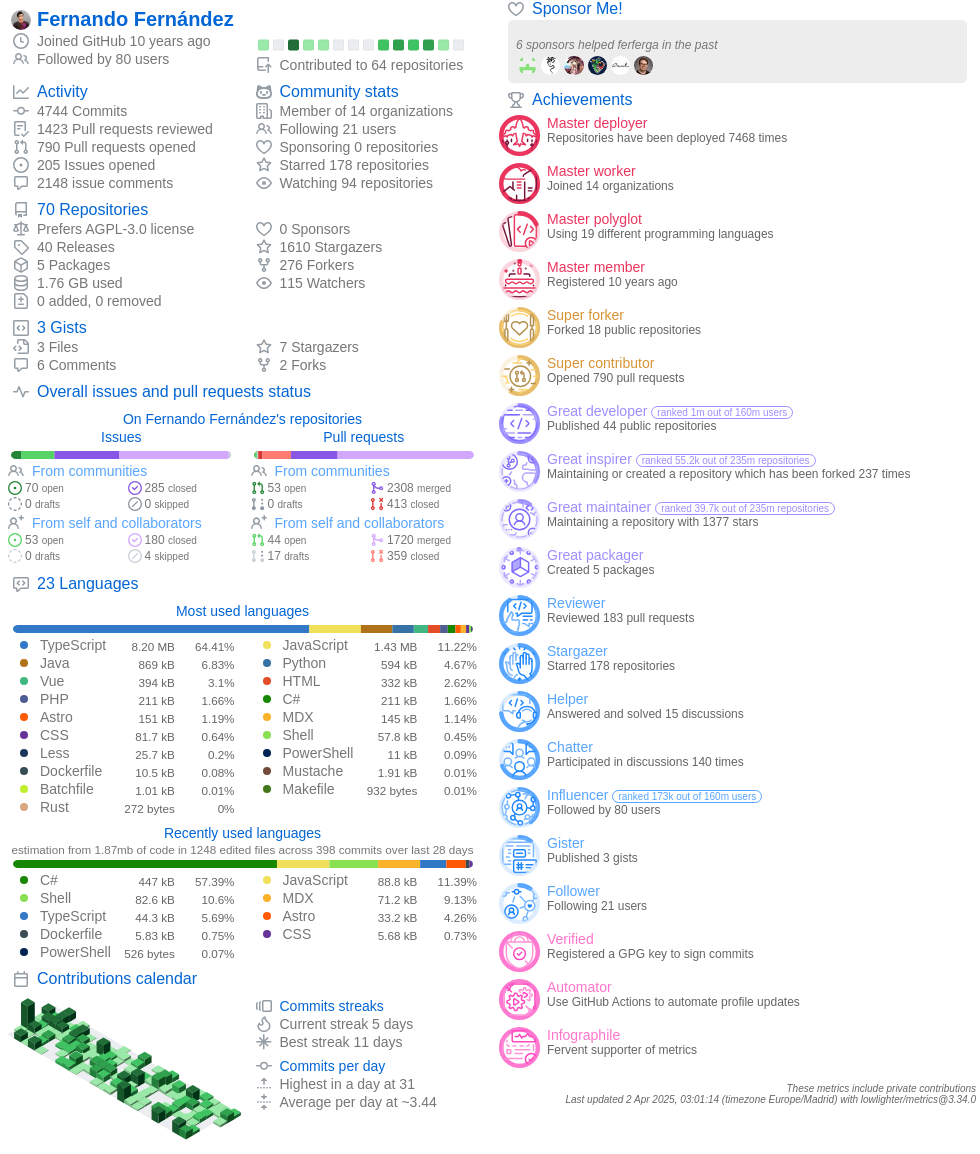 Fernando Fernández
Joined GitHub 10 years ago
Followed by 80 users
Contributed to 64 repositories
Activity
4744 Commits
1423 Pull requests reviewed
790 Pull requests opened
205 Issues opened
2148 issue comments
Community stats
Member of 14 organizations
Following 21 users
Sponsoring 0 repositories
Starred 178 repositories
Watching 94 repositories
70 Repositories
Prefers AGPL-3.0 license
40 Releases
5 Packages
1.76 GB used
0 added, 0 removed
0 Sponsors
1610 Stargazers
276 Forkers
115 Watchers
3 Gists
3 Files
6 Comments
7 Stargazers
2 Forks
Overall issues and pull requests status
On Fernando Fernández's repositories
Issues
From communities
70 open 285 closed
0 drafts 0 skipped
From self and collaborators
53 open 180 closed
0 drafts 4 skipped
Pull requests
From communities
53 open 2308 merged
0 drafts 413 closed
From self and collaborators
44 open 1720 merged
17 drafts 359 closed
23 Languages
Most used languages
TypeScript 8.20 MB 64.41%
Java 869 kB 6.83%
Vue 394 kB 3.1%
PHP 211 kB 1.66%
Astro 151 kB 1.19%
CSS 81.7 kB 0.64%
Less 25.7 kB 0.2%
Dockerfile 10.5 kB 0.08%
Batchfile 1.01 kB 0.01%
Rust 272 bytes 0%
JavaScript 1.43 MB 11.22%
Python 594 kB 4.67%
HTML 332 kB 2.62%
C# 211 kB 1.66%
MDX 145 kB 1.14%
Shell 57.8 kB 0.45%
PowerShell 11 kB 0.09%
Mustache 1.91 kB 0.01%
Makefile 932 bytes 0.01%
Recently used languages
estimation from 1.87mb of code in 1248 edited files across 398 commits over last 28 days
C# 447 kB 57.39%
Shell 82.6 kB 10.6%
TypeScript 44.3 kB 5.69%
Dockerfile 5.83 kB 0.75%
PowerShell 526 bytes 0.07%
JavaScript 88.8 kB 11.39%
MDX 71.2 kB 9.13%
Astro 33.2 kB 4.26%
CSS 5.68 kB 0.73%
Contributions calendar
Commits streaks
Current streak 5 days
Best streak 11 days
Commits per day
Highest in a day at 31
Average per day at ~3.44
Sponsor Me!
6 sponsors helped ferferga in the past
Achievements
Master deployer
Repositories have been deployed 7468 times
Master worker
Joined 14 organizations
Master polyglot
Using 19 different programming languages
Master member
Registered 10 years ago
Super forker
Forked 18 public repositories
Super contributor
Opened 790 pull requests
Great developer ranked 1m out of 160m users
Published 44 public repositories
Great inspirer ranked 55.2k out of 235m repositories
Maintaining or created a repository which has been forked 237 times
Great maintainer ranked 39.7k out of 235m repositories
Maintaining a repository with 1377 stars
Great packager
Created 5 packages
Reviewer
Reviewed 183 pull requests
Stargazer
Starred 178 repositories
Helper
Answered and solved 15 discussions
Chatter
Participated in discussions 140 times
Influencer ranked 173k out of 160m users
Followed by 80 users
Gister
Published 3 gists
Follower
Following 21 users
Verified
Registered a GPG key to sign commits
Automator
Use GitHub Actions to automate profile updates
Infographile
Fervent supporter of metrics
These metrics include private contributions
Last updated 2 Apr 2025, 03:01:14 (timezone Europe/Madrid) with lowlighter/metrics@3.34.0